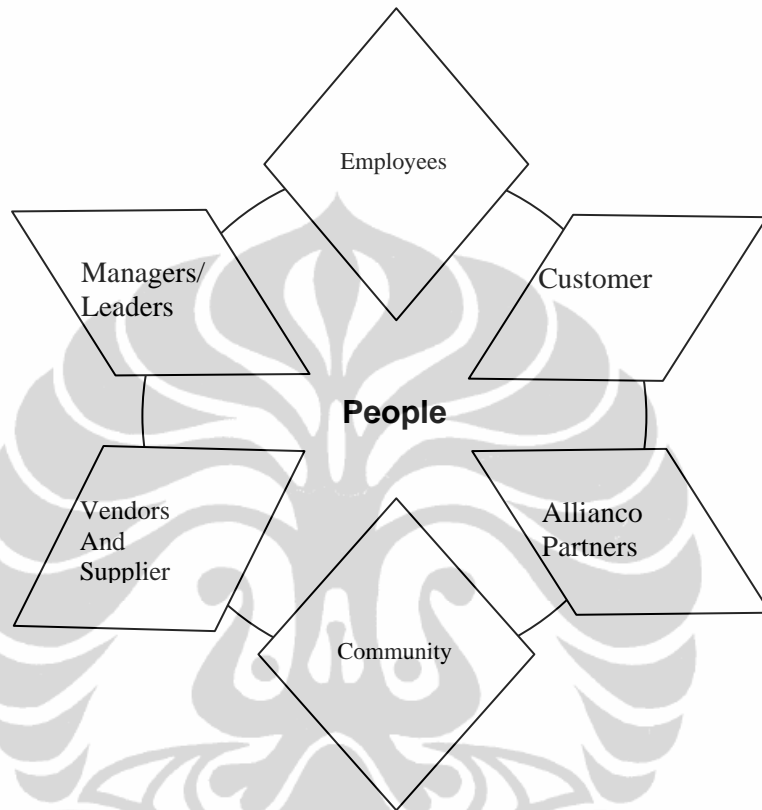 Employees
Managers/
Leaders
Customer
People
Vendors
And
Supplier
Allianco
Partners
Community